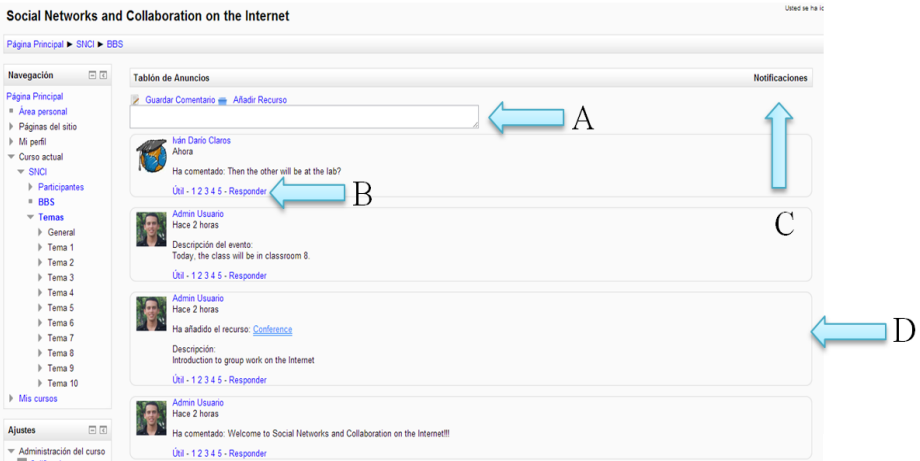 Usted se ha
Social Networks and Collaboration on the Internet
Página Principal ► SNCI ► BBS
Navegación
Página Principal
Área personal
Páginas del sitio
Mi perfil
Curso actual
SNCI
Participantes
BBS
Temas
General
Tema 1
Tema 2
Tema 3
Tema 4
Tema 5
Tema 6
Tema 7
Tema 8
Tema 9
Tema 10
Mis cursos
Ajustes
Administración del curso
Tablón de Anuncios
Notificaciones
Guardar Comentario Añadir Recurso
A
Iván Darío Claros
Ahora
Ha comentado: Then the other will be at the lab?
Útil - 1 2 3 4 5 - Responder
B
C
Admin Usuario
Hace 2 horas
Descripción del evento:
Today, the class will be in classroom 8.
Útil - 1 2 3 4 5 - Responder
Admin Usuario
Hace 2 horas
Ha añadido el recurso: Conference
Descripción:
Introduction to group work on the Internet
Útil - 1 2 3 4 5 - Responder
D
Admin Usuario
Hace 2 horas
Ha comentado: Welcome to Social Networks and Collaboration on the Internet!!!
Útil - 1 2 3 4 5 - Responder